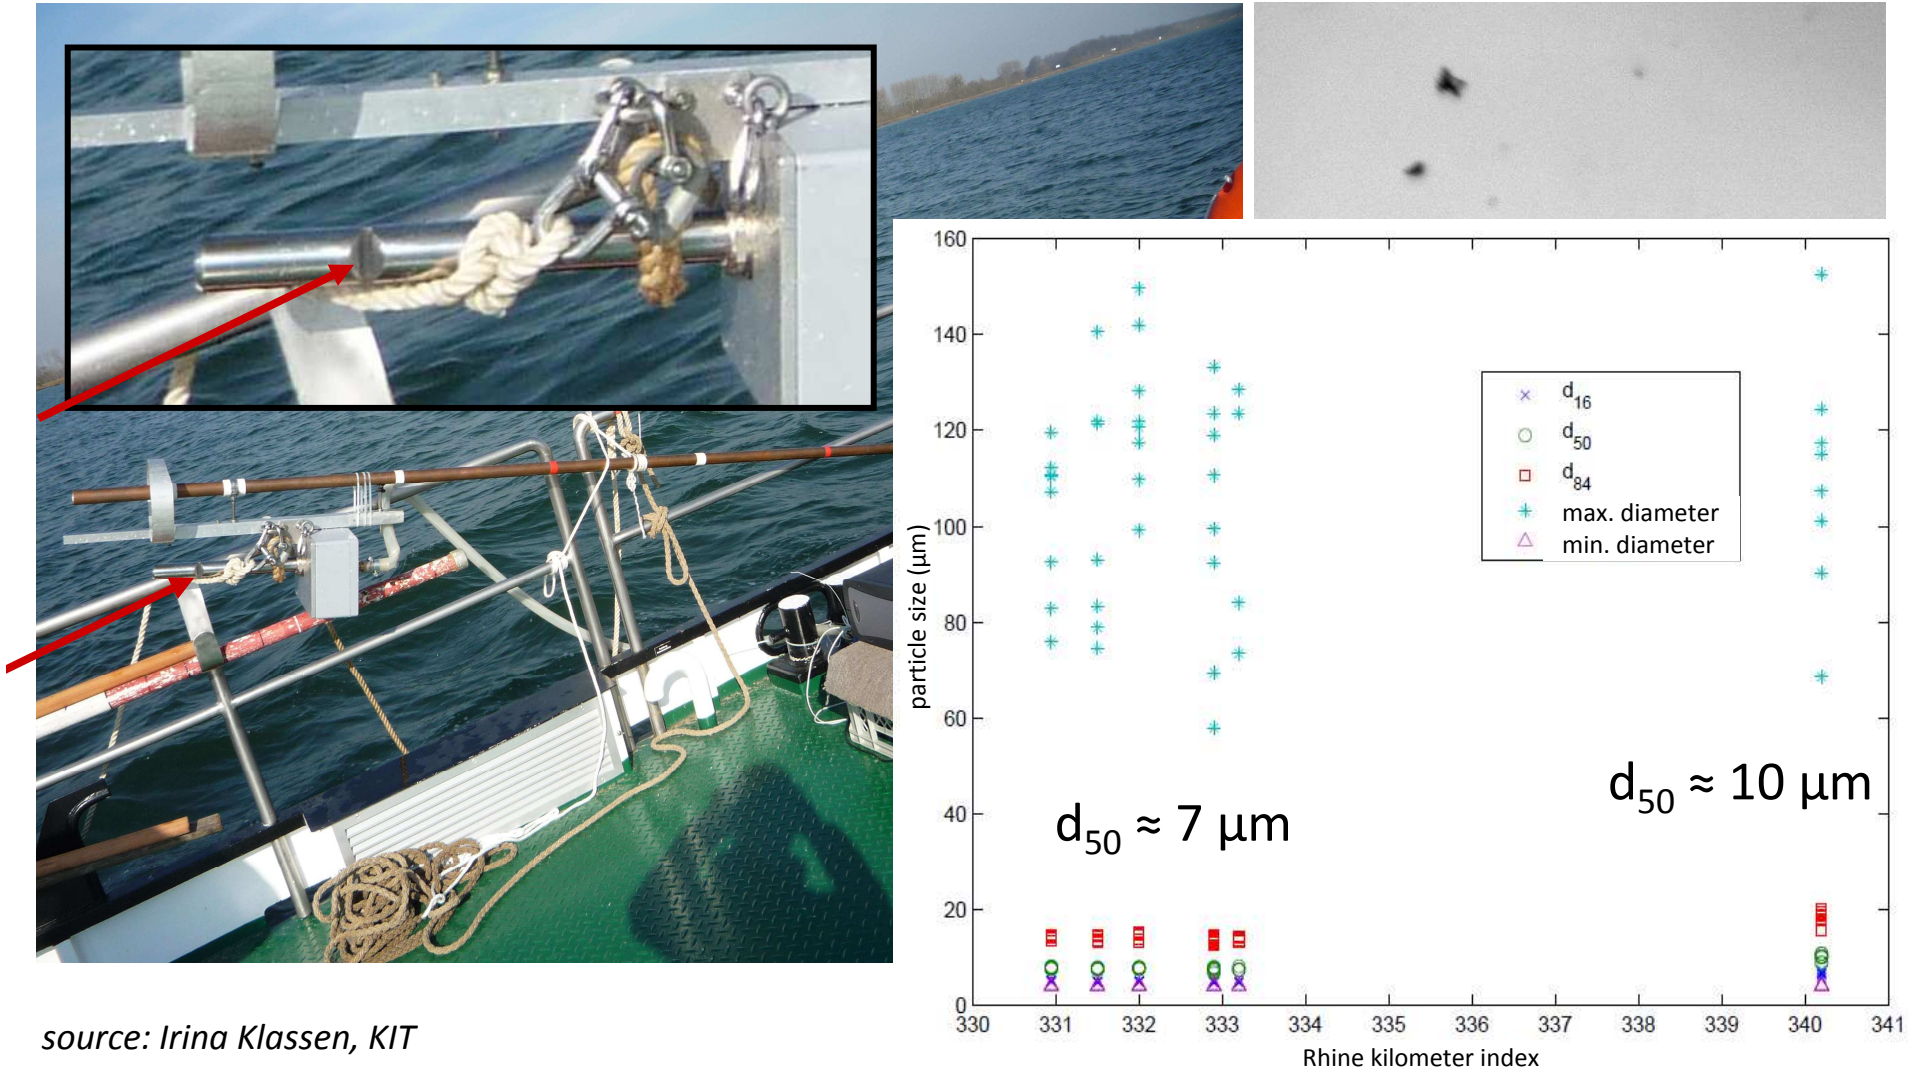 160
140
120
100
80
60
40
20
0
particle size (µm)
d16
d50
d84
max. diameter
min. diameter
d50 ≈ 7 µm
d50 ≈ 10 µm
330 331 332 333 334 335 336 337 338 339 340 341
Rhine kilometer index
source: Irina Klassen, KIT